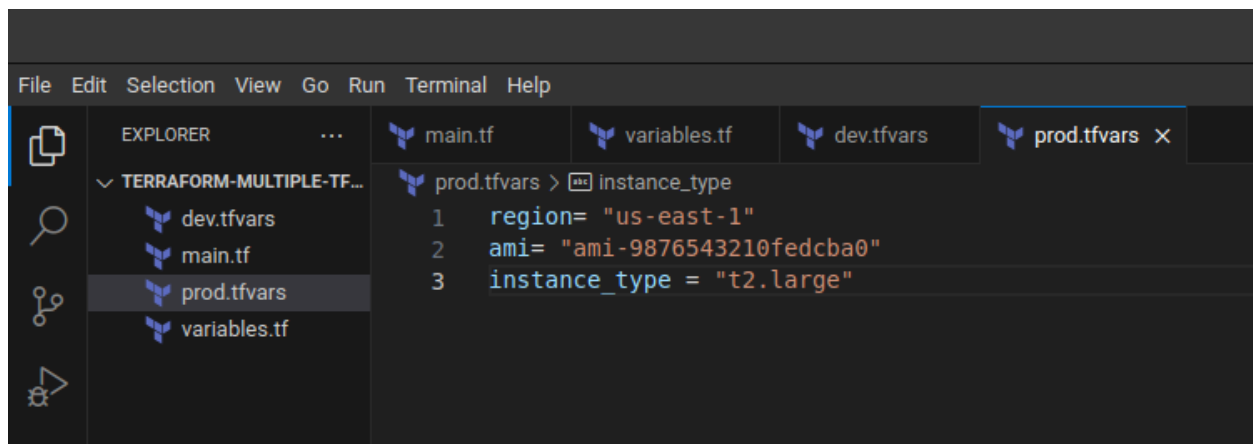 File Edit Selection View Go Run Terminal Help
EXPLORER ...
main.tf variables.tf dev.tfvars prod.tfvars
TERRAFORM-MULTIPLE-TF...
prod.tfvars > instance_type
dev.tfvars
main.tf
prod.tfvars
variables.tf
1 region= "us-east-1"
2 ami= "ami-9876543210fedcba0"
3 instance_type = "t2.large"